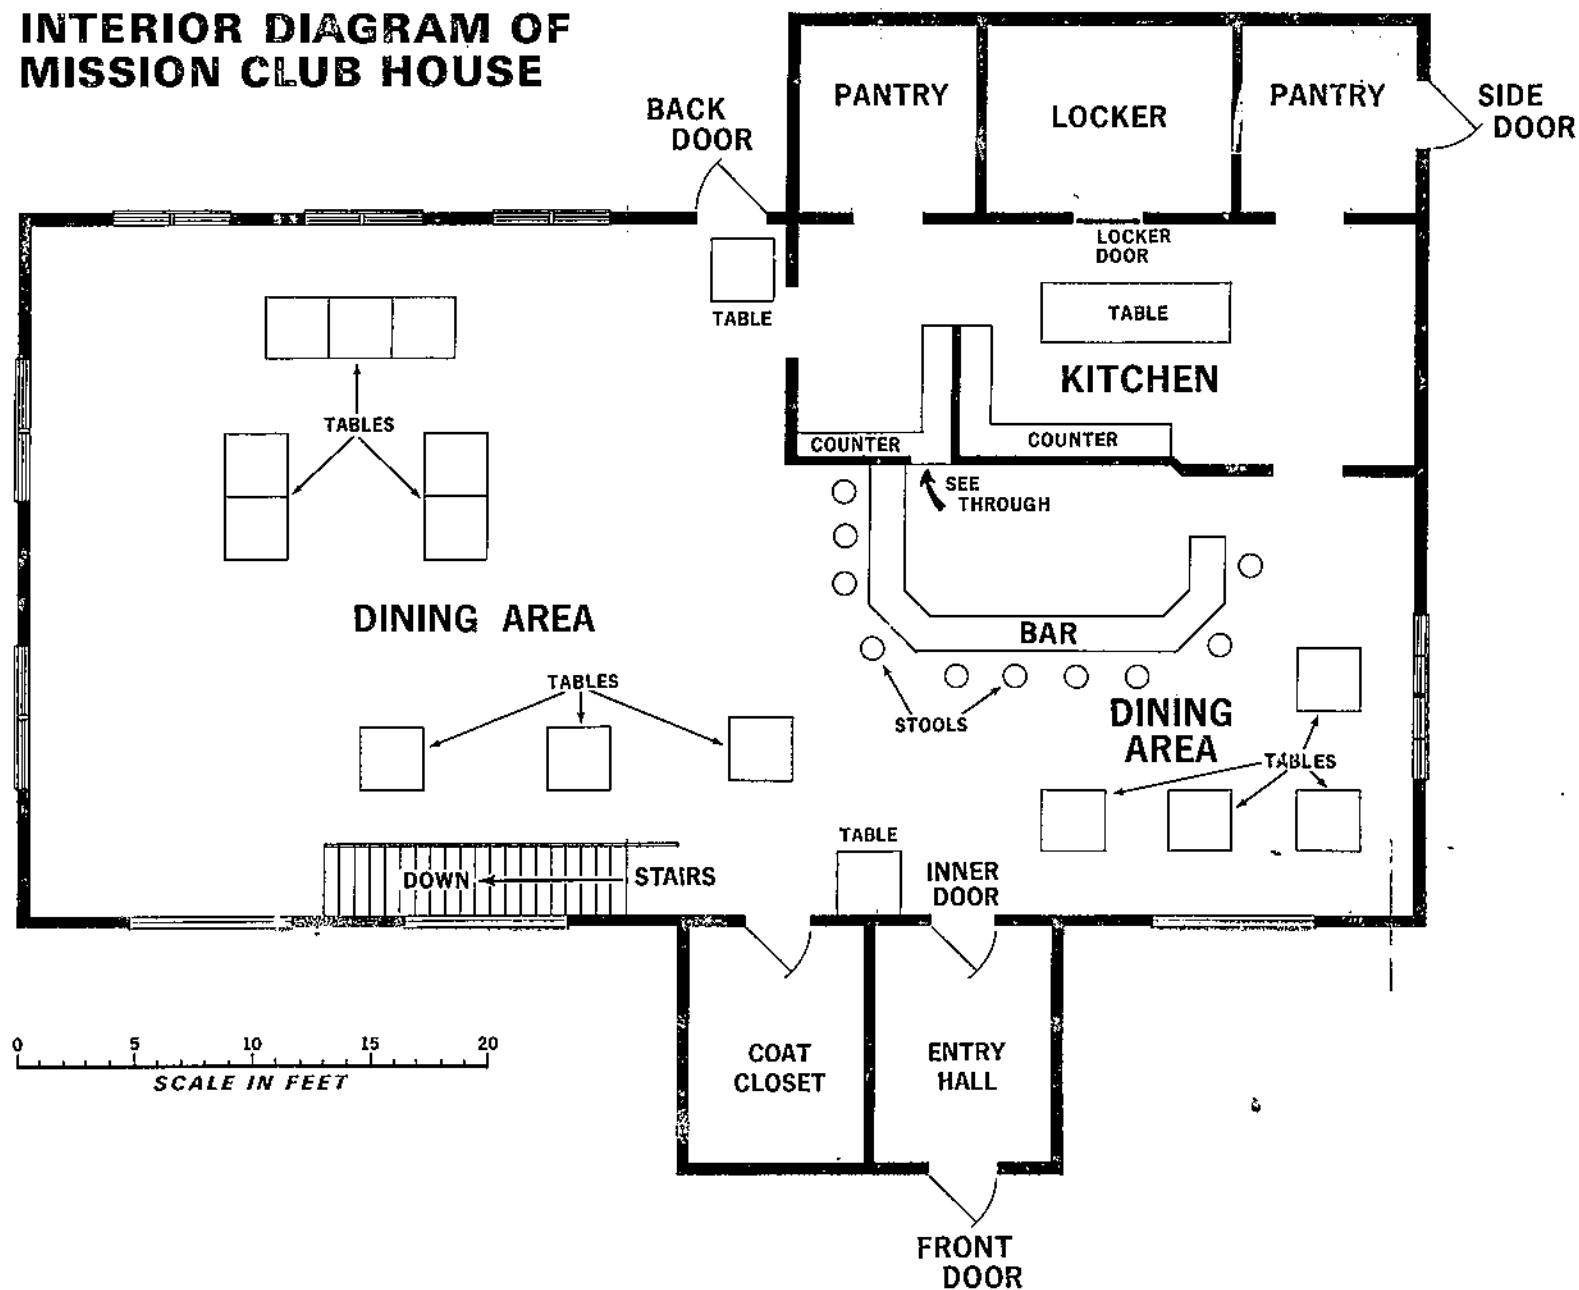 INTERIOR DIAGRAM OF
MISSION CLUB HOUSE
BACK
DOOR
PANTRY
LOCKER
PANTRY
SIDE
DOOR
LOCKER
DOOR
TABLE
TABLE
KITCHEN
TABLES
COUNTER
COUNTER
SEE
THROUGH
DINING AREA
BAR
TABLES
STOOLS
DINING
AREA
TABLES
TABLE
DOWN
STAIRS
INNER
DOOR
0 5 10 15 20
SCALE IN FEET
COAT
CLOSET
ENTRY
HALL
FRONT
DOOR